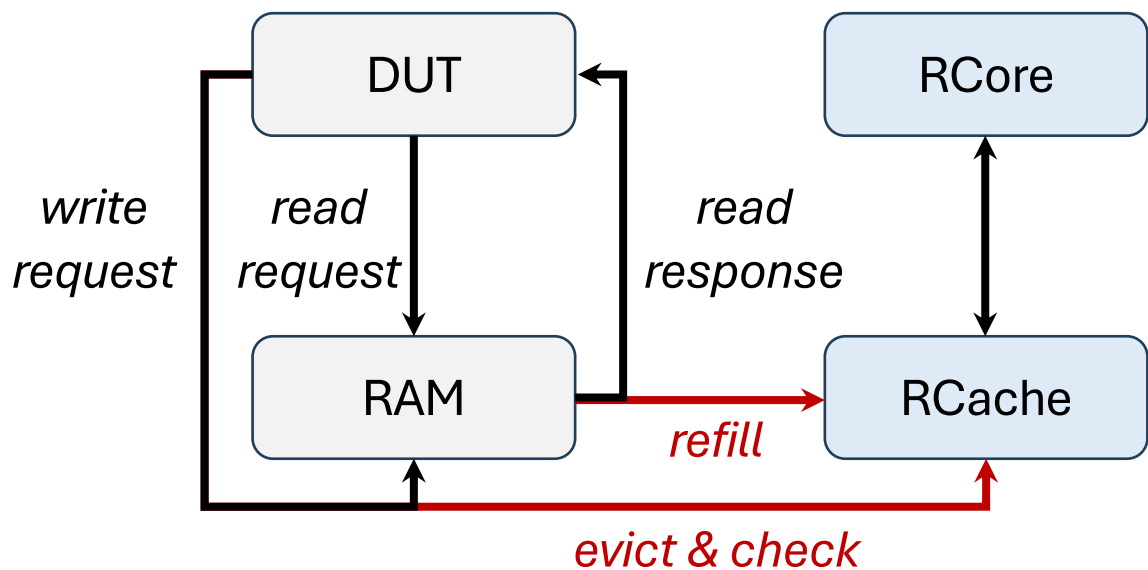 DUT
RCore
write
request
read
request
read
response
RAM
RCache
refill
evict & check